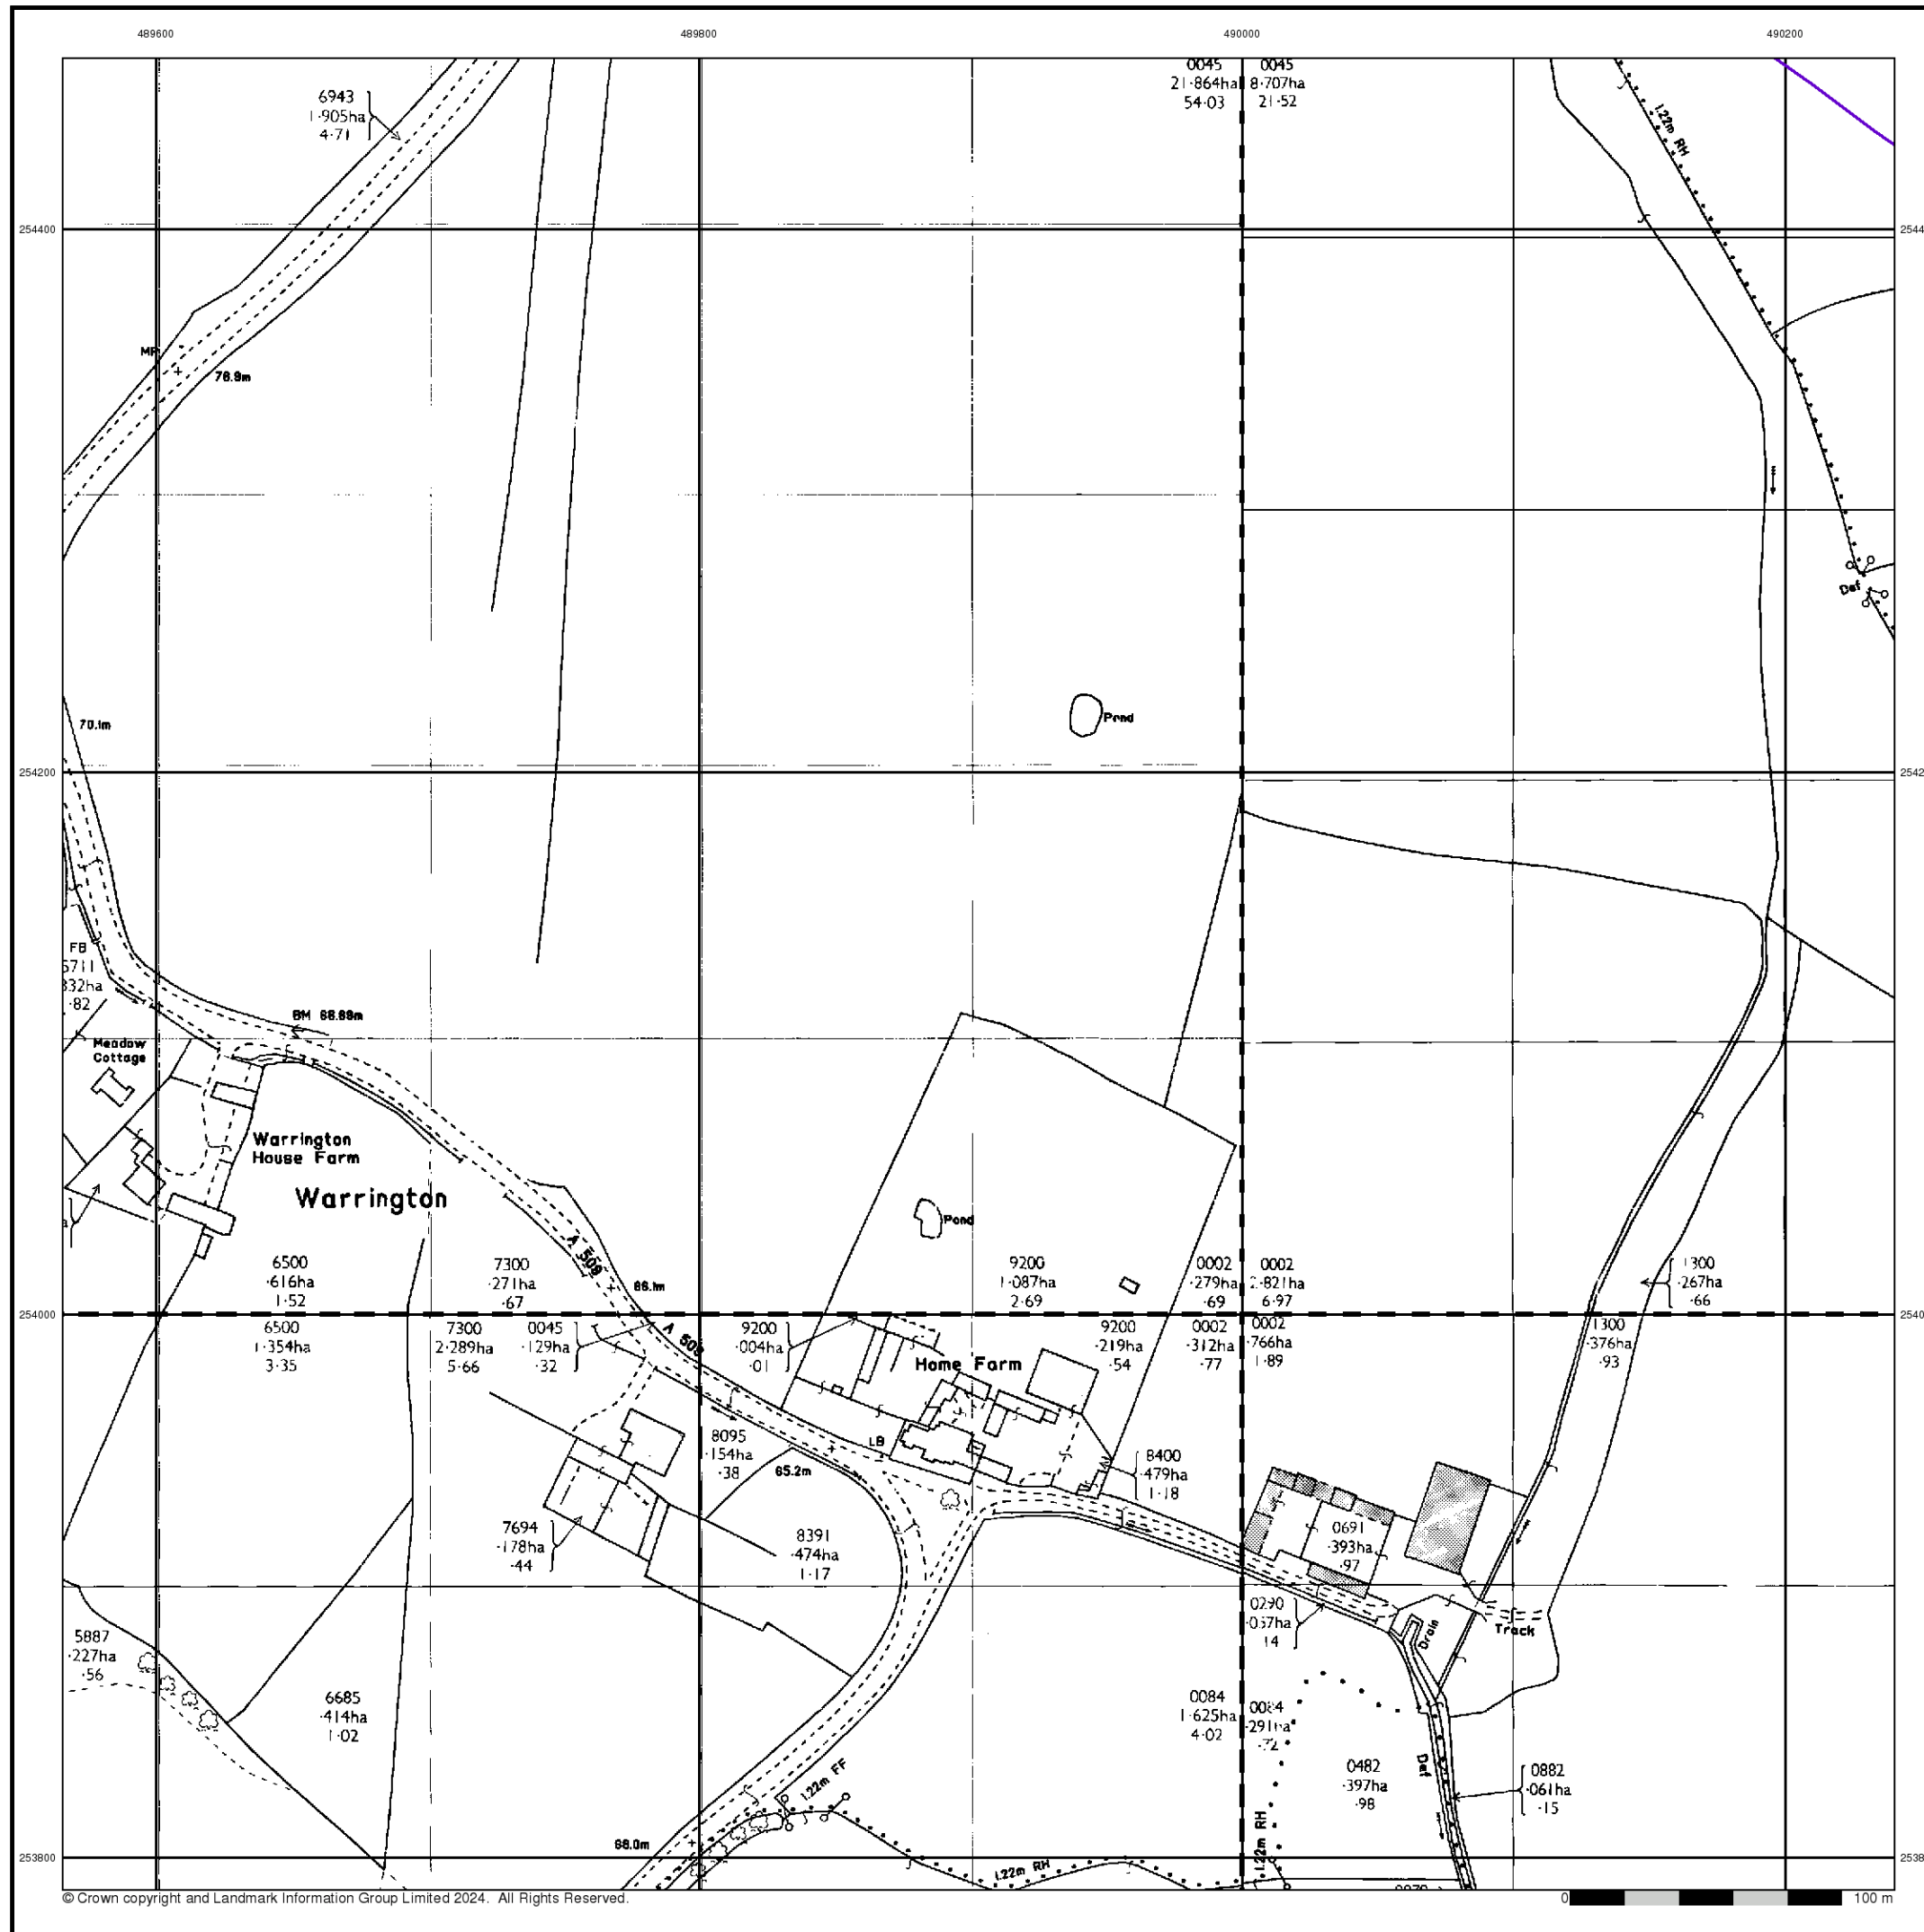 489600
489800
490000
490200
6943
1·905ha
4·71
0045
21·864ha
54·03
0045
8·707ha
21·52
1.22m RH
254400
76.9m
Def
Pond
70.1m
254200
FB
5711
·82
BM 68.68m
Meadow
Cottage
Warrington
House Farm
Warrington
Pond
A 509
6500
·616ha
1·52
7300
·271ha
·67
66.1m
9200
1·087ha
2·69
0002
·279ha
·69
0002
2·821ha
6·97
1300
·267ha
·66
254000
6500
1·354ha
3·35
7300
2·289ha
5·66
0045
·129ha
·32
A 509
9200
·004ha
·01
Home Farm
9200
·219ha
·54
0002
·312ha
·77
0002
·766ha
1·89
1300
·376ha
·93
8095
·154ha
·38
LB
65.2m
8400
·479ha
1·18
7694
·178ha
·44
8391
·474ha
1·17
0691
·393ha
·97
0290
·057ha
14
Drain
Track
5887
·227ha
·56
6685
·414ha
1·02
0084
1·625ha
4·02
0084
·291ha
·72
0482
·397ha
·98
Def
0882
·061ha
·15
1.22m FF
68.0m
1.22m RH
1.22m RH
253800
© Crown copyright and Landmark Information Group Limited 2024. All Rights Reserved.
0 100 m